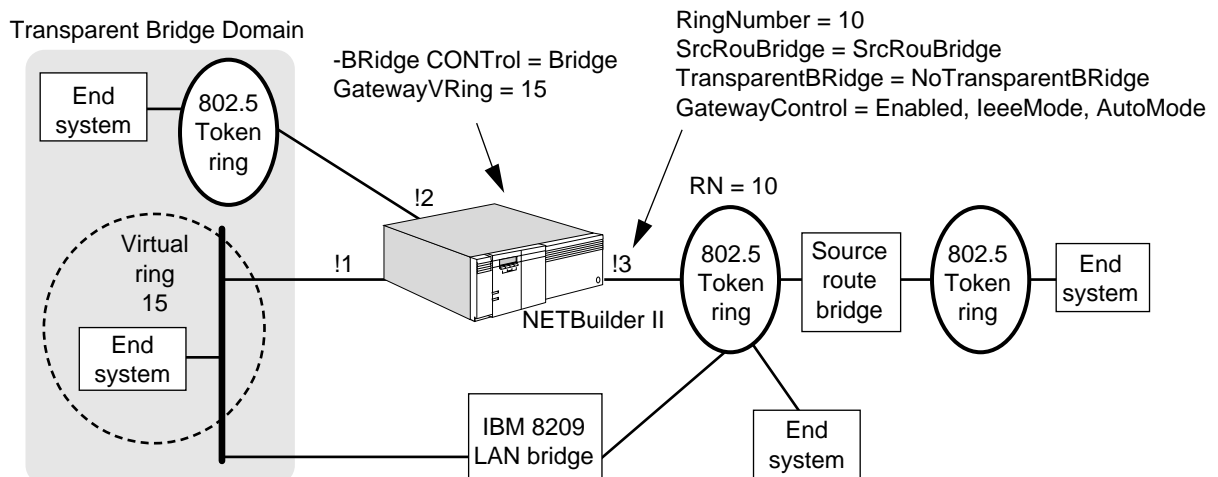 Transparent Bridge Domain
-BRidge CONTrol = Bridge
GatewayVRing = 15
RingNumber = 10
SrcRouBridge = SrcRouBridge
TransparentBRidge = NoTransparentBRidge
GatewayControl = Enabled, IeeeMode, AutoMode
End
system
802.5
Token
ring
!2
RN = 10
Virtual
ring
15
!1
!3
NETBuilder II
802.5
Token
ring
Source
route
bridge
802.5
Token
ring
End
system
End
system
IBM 8209
LAN bridge
End
system